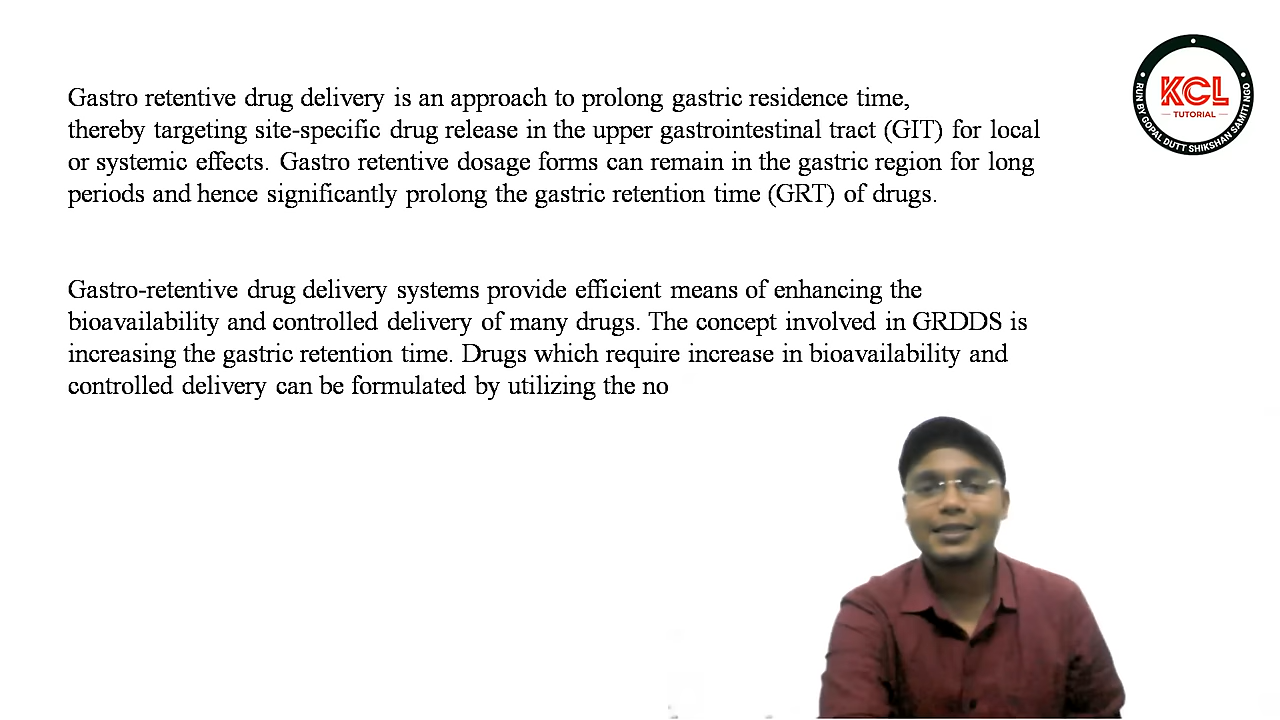 Gastro retentive drug delivery is an approach to prolong gastric residence time,
thereby targeting site-specific drug release in the upper gastrointestinal tract (GIT) for local
or systemic effects. Gastro retentive dosage forms can remain in the gastric region for long
periods and hence significantly prolong the gastric retention time (GRT) of drugs.
Gastro-retentive drug delivery systems provide efficient means of enhancing the
bioavailability and controlled delivery of many drugs. The concept involved in GRDDS is
increasing the gastric retention time. Drugs which require increase in bioavailability and
controlled delivery can be formulated by utilizing the no
KCL
TUTORIAL
RUN BY GOPAL DUTT SHIKSHAN SAMITI NGO